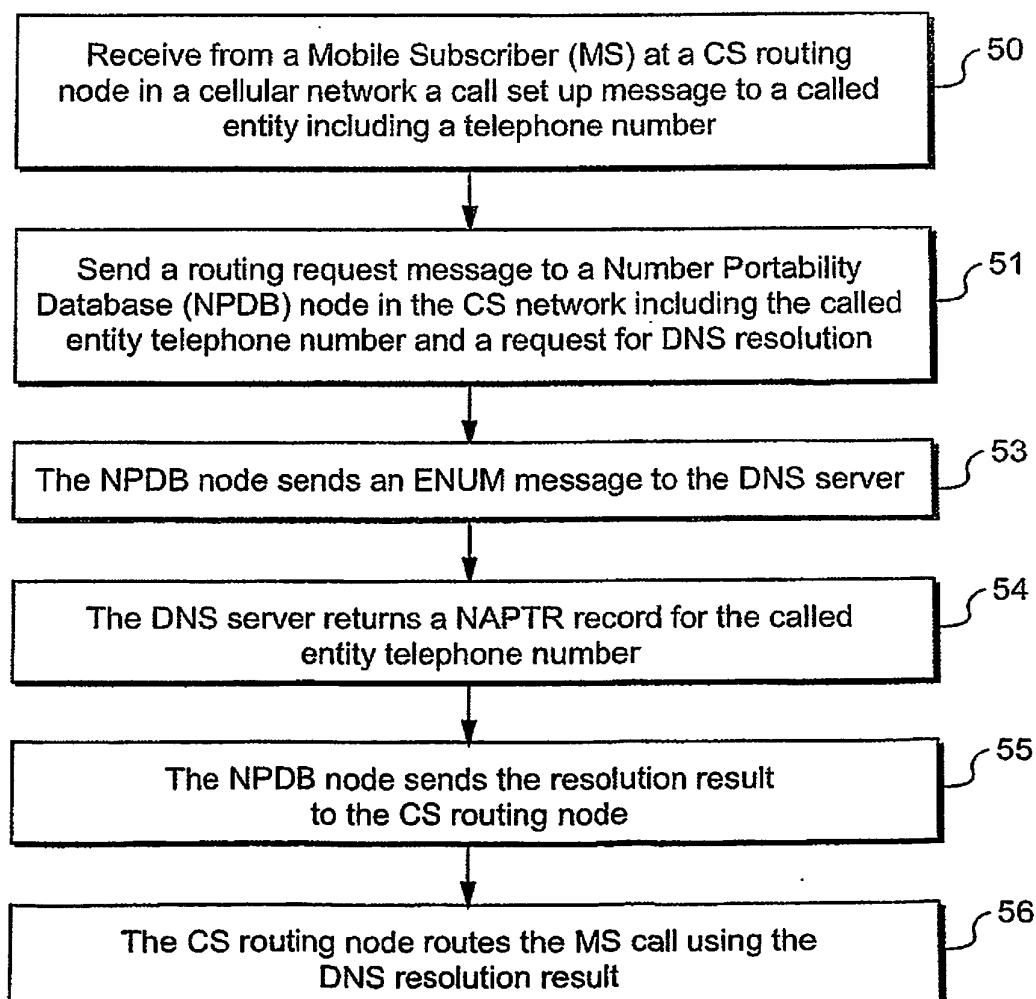 Receive from a Mobile Subscriber (MS) at a CS routing
node in a cellular network a call set up message to a called
entity including a telephone number
50
Send a routing request message to a Number Portability
Database (NPDB) node in the CS network including the called
entity telephone number and a request for DNS resolution
51
The NPDB node sends an ENUM message to the DNS server
53
The DNS server returns a NAPTR record for the called
entity telephone number
54
The NPDB node sends the resolution result
to the CS routing node
55
The CS routing node routes the MS call using the
DNS resolution result
56